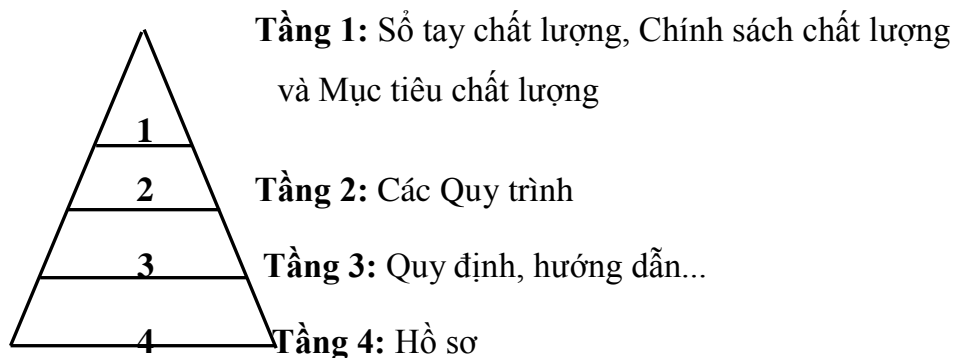 Tầng 1: Sổ tay chất lượng, Chính sách chất lượng
và Mục tiêu chất lượng
1
2
Tầng 2: Các Quy trình
3
Tầng 3: Quy định, hướng dẫn...
4
Tầng 4: Hồ sơ